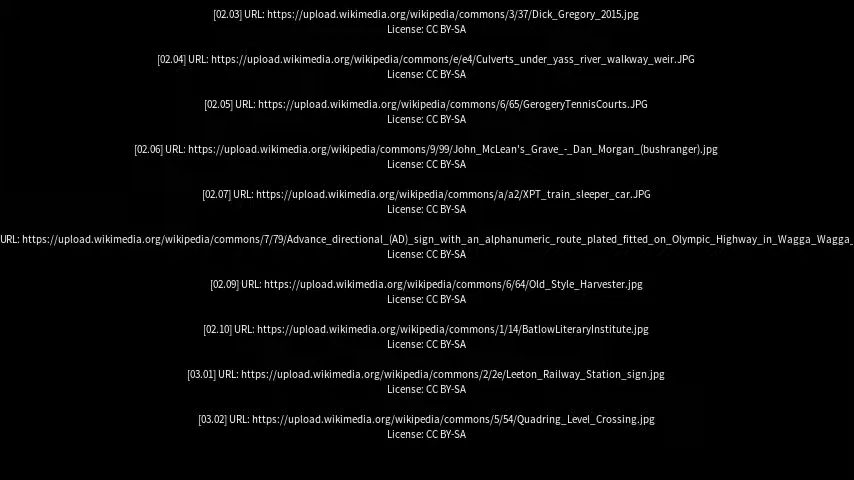 [02.03] URL: https://upload.wikimedia.org/wikipedia/commons/3/37/Dick_Gregory_2015.jpg
License: CC BY-SA
[02.04] URL: https://upload.wikimedia.org/wikipedia/commons/e/e4/Culverts_under_yass_river_walkway_weir.JPG
License: CC BY-SA
[02.05] URL: https://upload.wikimedia.org/wikipedia/commons/6/65/GerogeryTennisCourts.JPG
License: CC BY-SA
[02.06] URL: https://upload.wikimedia.org/wikipedia/commons/9/99/John_McLean's_Grave_-_Dan_Morgan_(bushranger).jpg
License: CC BY-SA
[02.07] URL: https://upload.wikimedia.org/wikipedia/commons/a/a2/XPT_train_sleeper_car.JPG
License: CC BY-SA
URL: https://upload.wikimedia.org/wikipedia/commons/7/79/Advance_directional_(AD)_sign_with_an_alphanumeric_route_plated_fitted_on_Olympic_Highway_in_Wagga_Wagga_
License: CC BY-SA
[02.09] URL: https://upload.wikimedia.org/wikipedia/commons/6/64/Old_Style_Harvester.jpg
License: CC BY-SA
[02.10] URL: https://upload.wikimedia.org/wikipedia/commons/1/14/BatlowLiteraryInstitute.jpg
License: CC BY-SA
[03.01] URL: https://upload.wikimedia.org/wikipedia/commons/2/2e/Leeton_Railway_Station_sign.jpg
License: CC BY-SA
[03.02] URL: https://upload.wikimedia.org/wikipedia/commons/5/54/Quadring_Level_Crossing.jpg
License: CC BY-SA